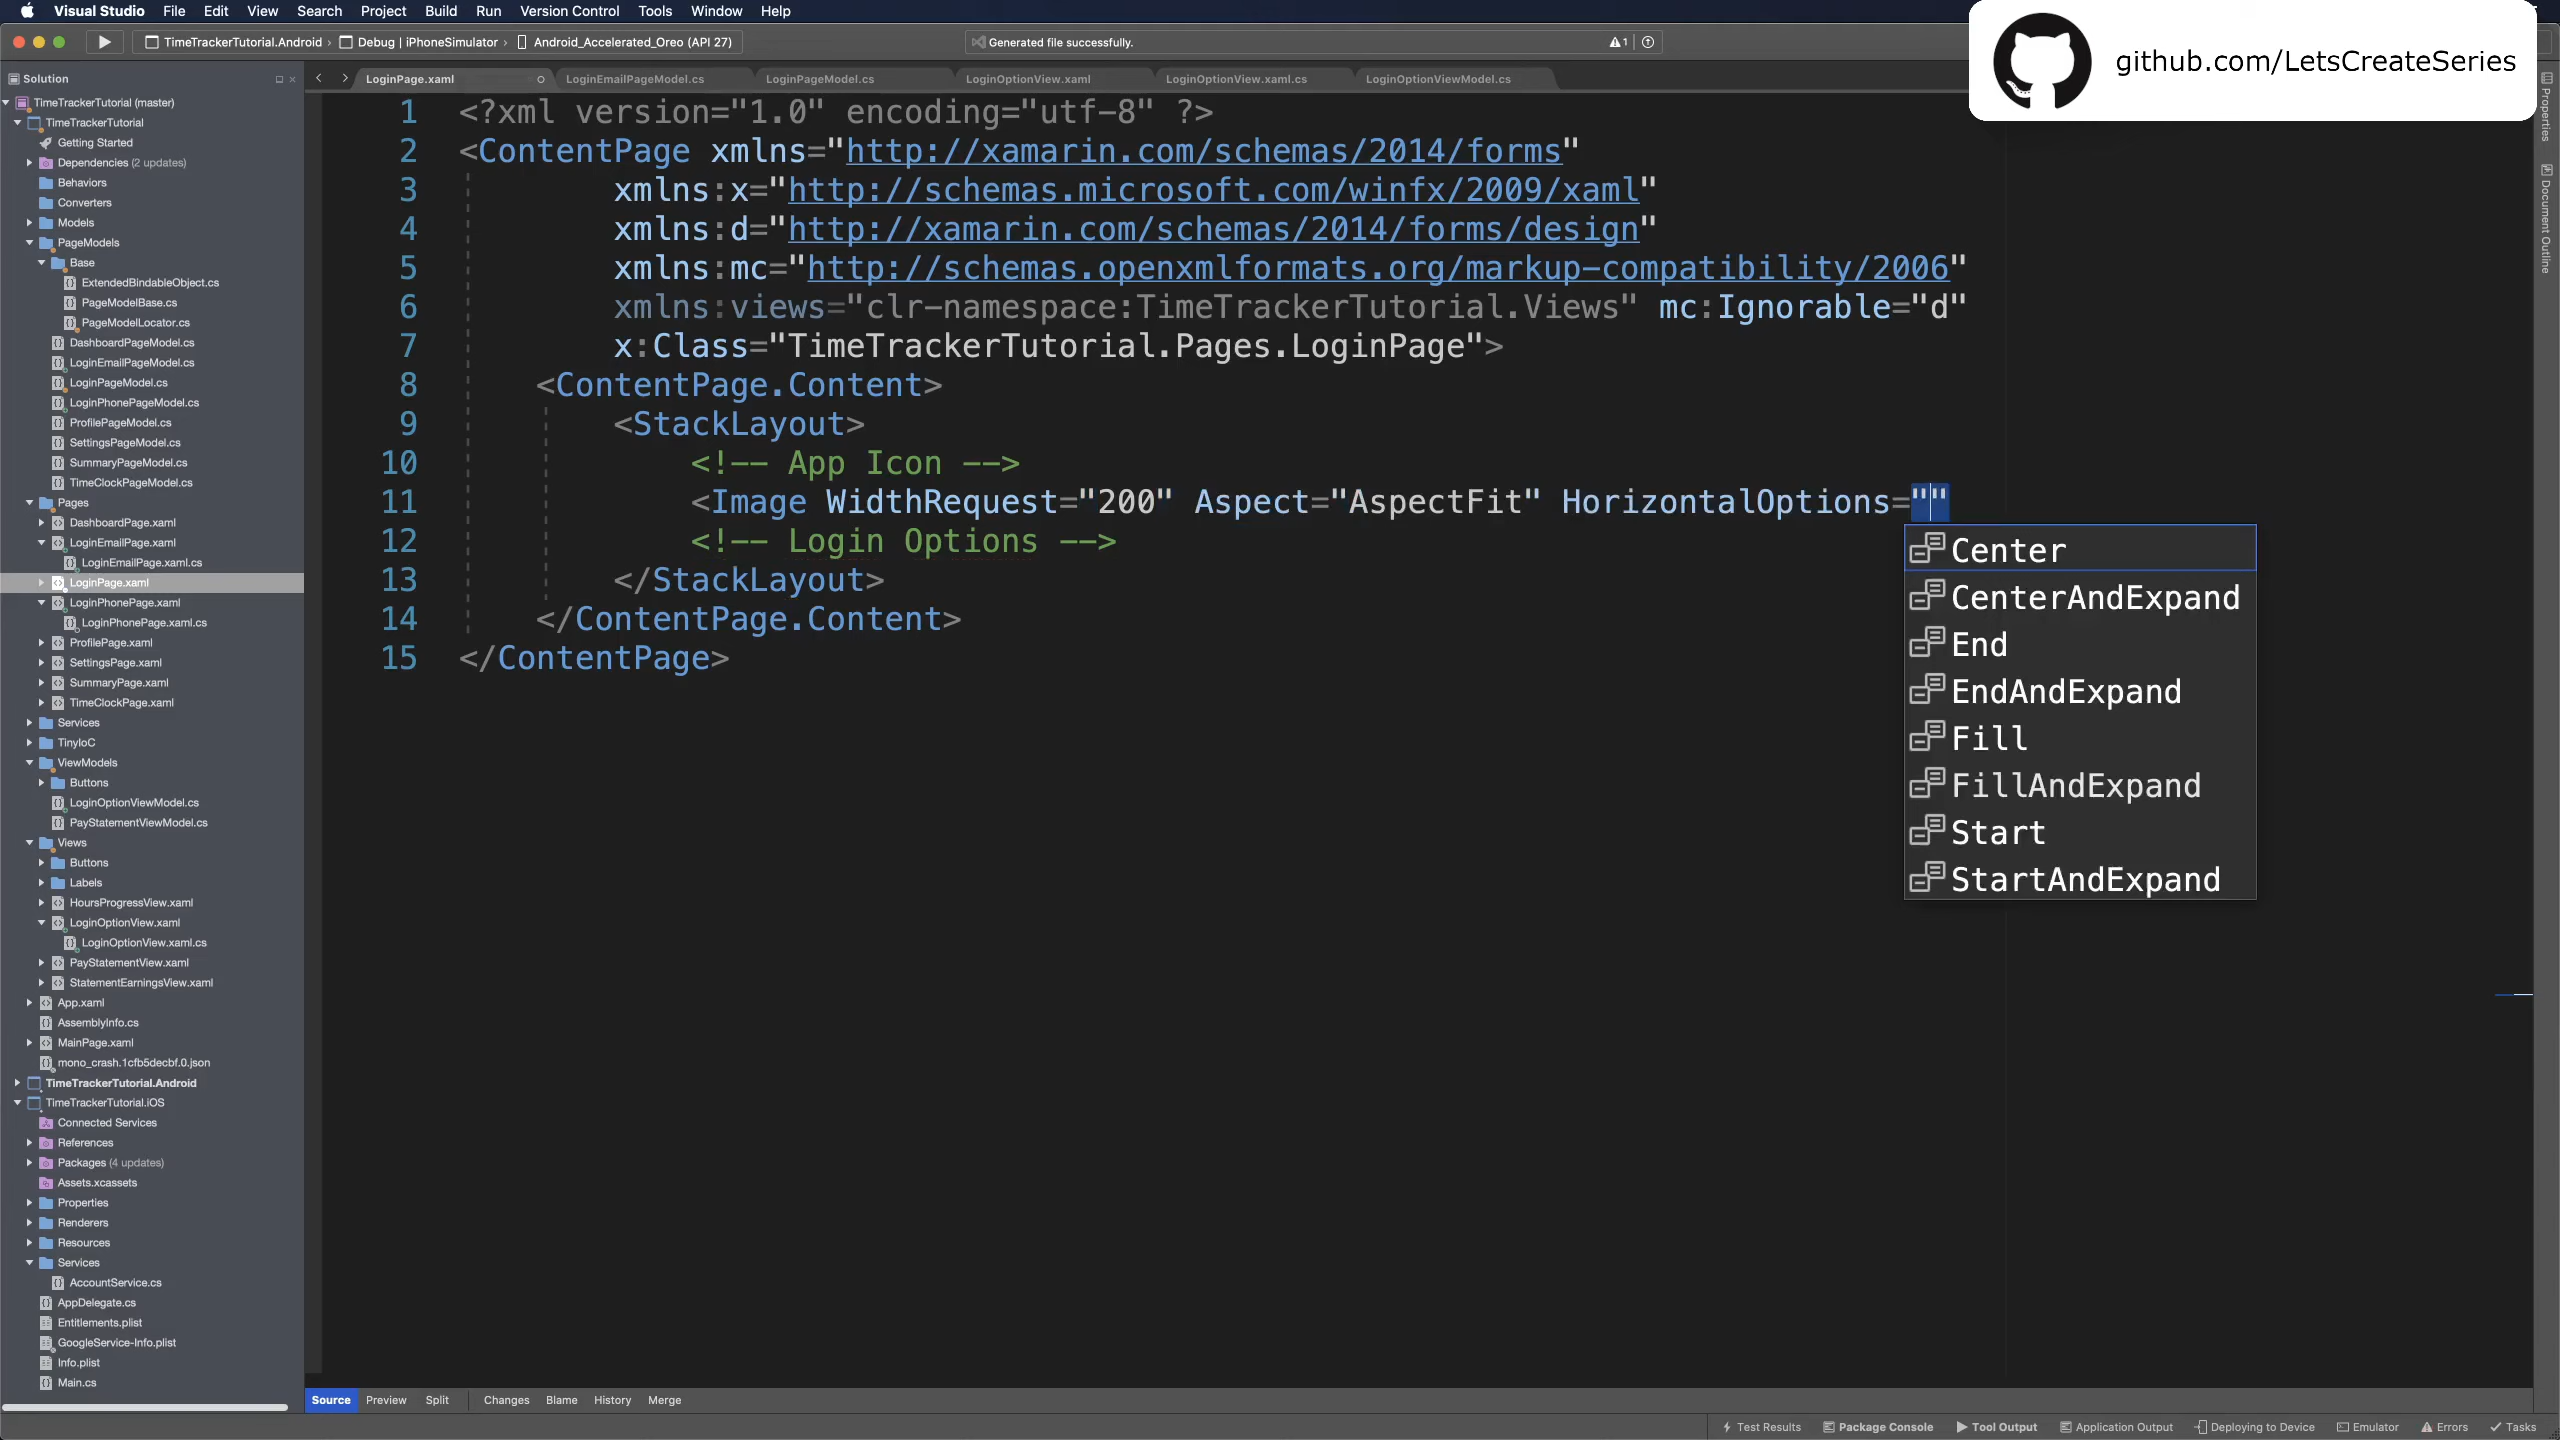 Visual Studio File Edit View Search Project Build Run Version Control Tools Window Help
TimeTrackerTutorial.Android › Debug | iPhoneSimulator › Android_Accelerated_Oreo (API 27)
Generated file successfully.
1
github.com/LetsCreateSeries
Solution
LoginPage.xaml
LoginEmailPageModel.cs
LoginPageModel.cs
LoginOptionView.xaml
LoginOptionView.xaml.cs
LoginOptionViewModel.cs
TimeTrackerTutorial (master)
TimeTrackerTutorial
Getting Started
Dependencies (2 updates)
Behaviors
Converters
Models
PageModels
Base
ExtendedBindableObject.cs
PageModelBase.cs
PageModelLocator.cs
DashboardPageModel.cs
LoginEmailPageModel.cs
LoginPageModel.cs
LoginPhonePageModel.cs
ProfilePageModel.cs
SettingsPageModel.cs
SummaryPageModel.cs
TimeClockPageModel.cs
Pages
DashboardPage.xaml
LoginEmailPage.xaml
LoginEmailPage.xaml.cs
LoginPage.xaml
LoginPhonePage.xaml
LoginPhonePage.xaml.cs
ProfilePage.xaml
SettingsPage.xaml
SummaryPage.xaml
TimeClockPage.xaml
Services
TinyIoC
ViewModels
Buttons
LoginOptionViewModel.cs
PayStatementViewModel.cs
Views
Buttons
Labels
HoursProgressView.xaml
LoginOptionView.xaml
LoginOptionView.xaml.cs
PayStatementView.xaml
StatementEarningsView.xaml
App.xaml
AssemblyInfo.cs
MainPage.xaml
mono_crash.1cfb5decbf.0.json
TimeTrackerTutorial.Android
TimeTrackerTutorial.iOS
Connected Services
References
Packages (4 updates)
Assets.xcassets
Properties
Renderers
Resources
Services
AccountService.cs
AppDelegate.cs
Entitlements.plist
GoogleService-Info.plist
Info.plist
Main.cs
1 <?xml version="1.0" encoding="utf-8" ?>
2 <ContentPage xmlns="http://xamarin.com/schemas/2014/forms"
3 xmlns:x="http://schemas.microsoft.com/winfx/2009/xaml"
4 xmlns:d="http://xamarin.com/schemas/2014/forms/design"
5 xmlns:mc="http://schemas.openxmlformats.org/markup-compatibility/2006"
6 xmlns:views="clr-namespace:TimeTrackerTutorial.Views" mc:Ignorable="d"
7 x:Class="TimeTrackerTutorial.Pages.LoginPage">
8 <ContentPage.Content>
9 <StackLayout>
10 <!-- App Icon -->
11 <Image WidthRequest="200" Aspect="AspectFit" HorizontalOptions=""
12 <!-- Login Options -->
13 </StackLayout>
14 </ContentPage.Content>
15 </ContentPage>
Center
CenterAndExpand
End
EndAndExpand
Fill
FillAndExpand
Start
StartAndExpand
Properties
Document Outline
Source Preview Split Changes Blame History Merge
Test Results Package Console Tool Output Application Output Deploying to Device Emulator Errors Tasks